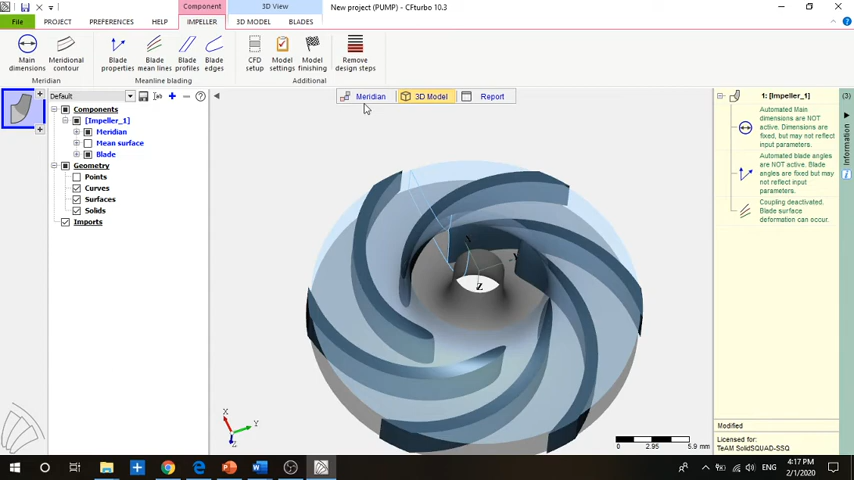 Component
3D View
New project (PUMP) - CFturbo 10.3
File
PROJECT
PREFERENCES
HELP
IMPELLER
3D MODEL
BLADES
Main dimensions
Meridional contour
Blade properties
Blade mean lines
Blade profiles
Blade edges
CFD setup
Model settings
Model finishing
Remove design steps
Meridian
Meanline blading
Additional
Default
Components
[Impeller_1]
Meridian
Mean surface
Blade
Geometry
Points
Curves
Surfaces
Solids
Imports
Meridian
3D Model
Report
1: [Impeller_1]
Automated Main
dimensions are NOT
active. Dimensions are
fixed, but may not
reflect input
parameters.
Automated blade angles
are NOT ACTIVE. Blade
angles are fixed but may
not reflect input
parameters.
Coupling deactivated.
Blade surface
deformation can occur.
(3)
Information
Z
X
Y
Z
0
2.95
5.9 mm
Modified
Licensed for:
TeAM SolidSQUAD-SSQ
ENG
4:17 PM
2/1/2020